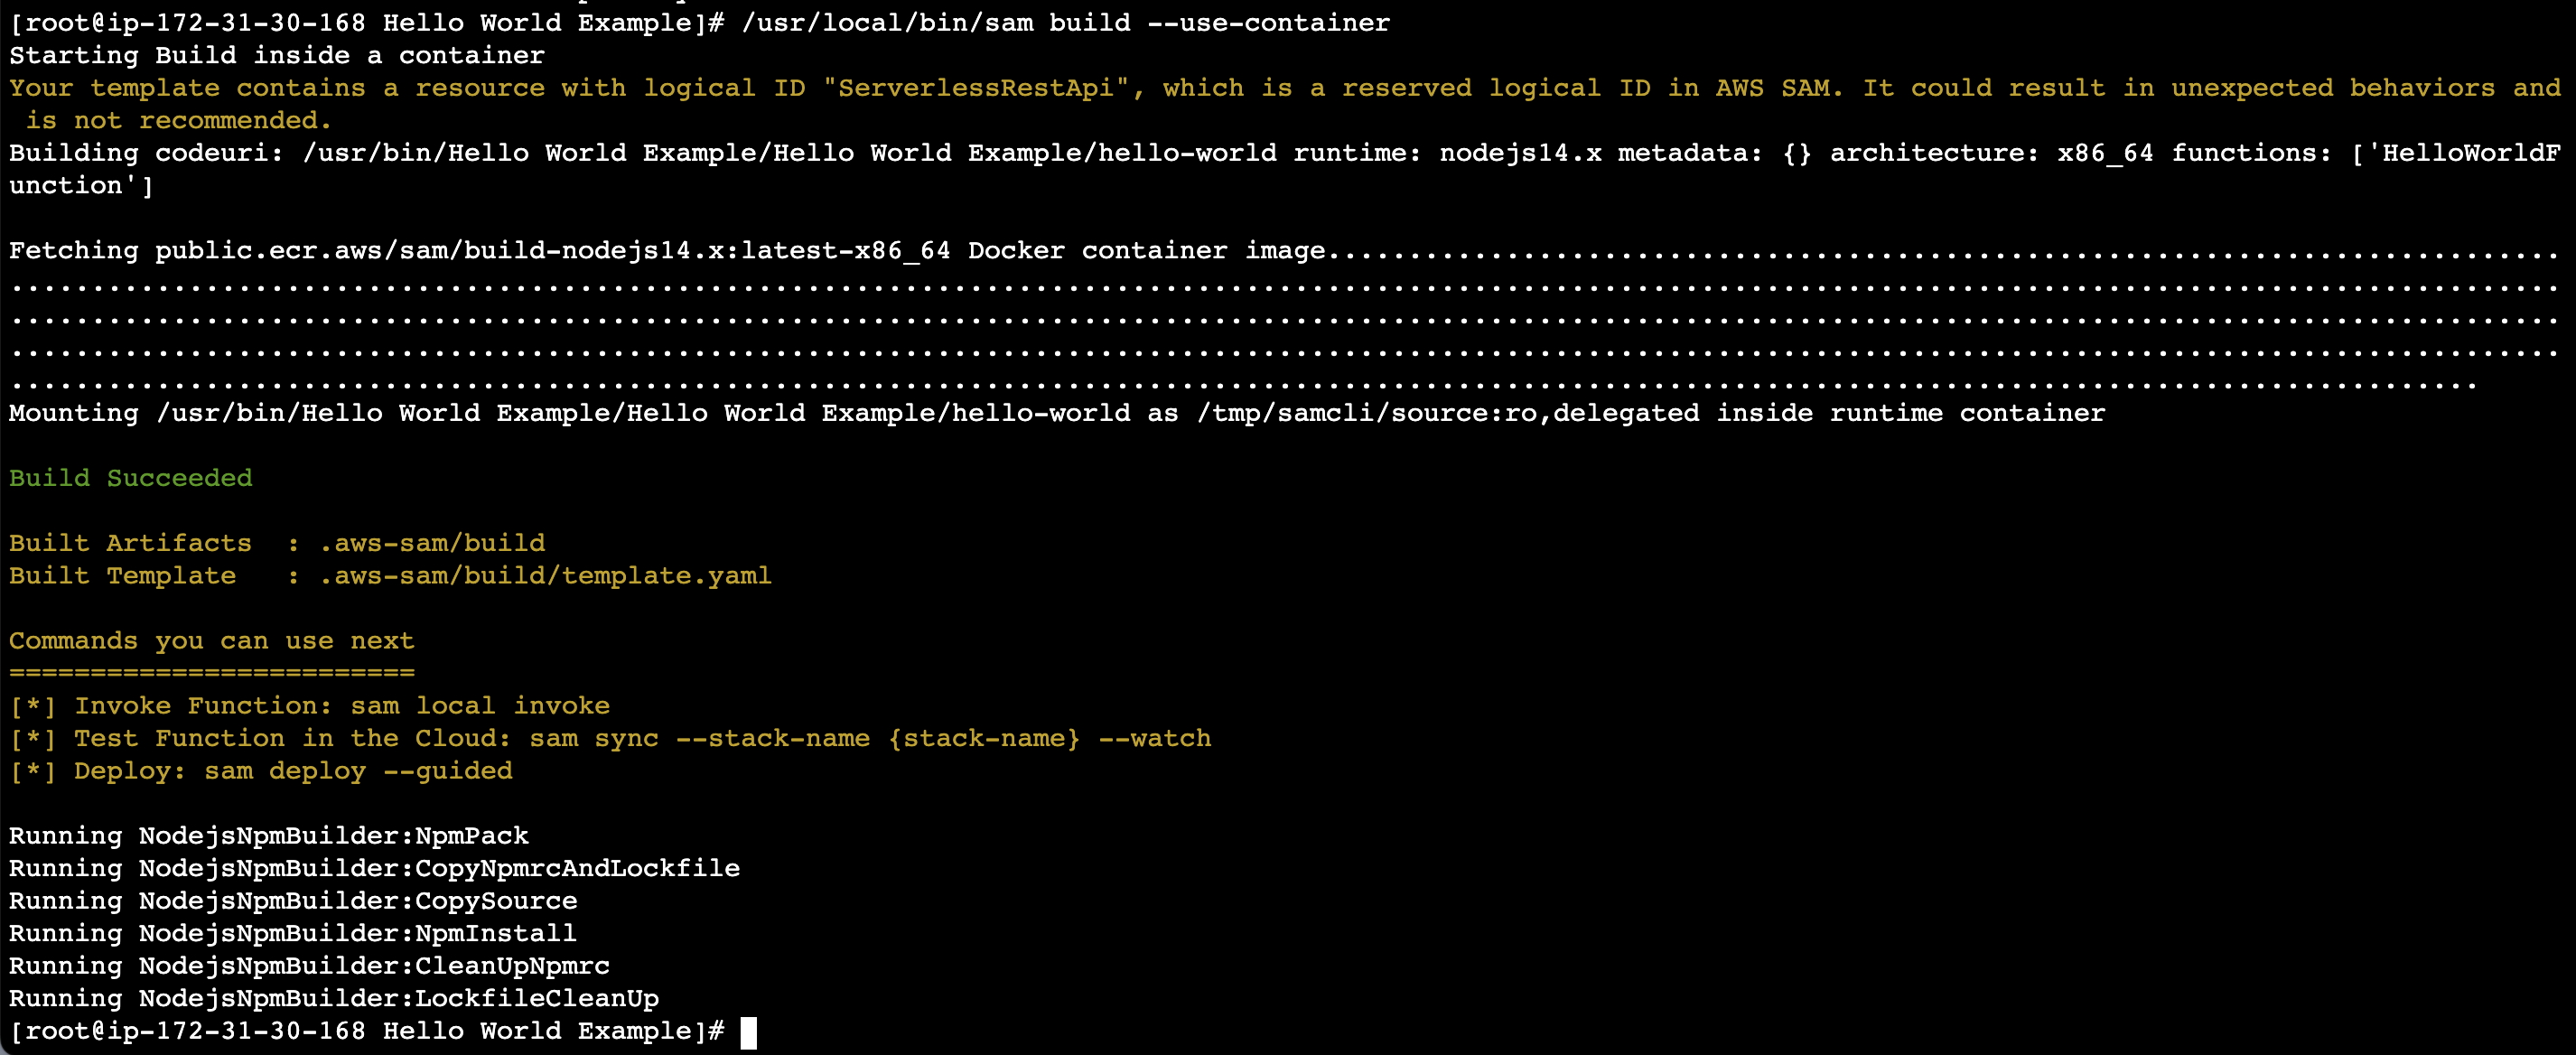 [root@ip-172-31-30-168 Hello World Example]# /usr/local/bin/sam build --use-container
Starting Build inside a container
Your template contains a resource with logical ID "ServerlessRestApi", which is a reserved logical ID in AWS SAM. It could result in unexpected behaviors and
is not recommended.
Building codeuri: /usr/bin/Hello World Example/Hello World Example/hello-world runtime: nodejs14.x metadata: {} architecture: x86_64 functions: ['HelloWorldF
unction']
Fetching public.ecr.aws/sam/build-nodejs14.x:latest-x86_64 Docker container image............................................................................
.............................................................................................................................................................
.............................................................................................................................................................
.............................................................................................................................................................
........................................................................................................................................................
Mounting /usr/bin/Hello World Example/Hello World Example/hello-world as /tmp/samcli/source:ro,delegated inside runtime container
Build Succeeded
Built Artifacts  : .aws-sam/build
Built Template   : .aws-sam/build/template.yaml
Commands you can use next
=========================
[*] Invoke Function: sam local invoke
[*] Test Function in the Cloud: sam sync --stack-name {stack-name} --watch
[*] Deploy: sam deploy --guided
Running NodejsNpmBuilder:NpmPack
Running NodejsNpmBuilder:CopyNpmrcAndLockfile
Running NodejsNpmBuilder:CopySource
Running NodejsNpmBuilder:NpmInstall
Running NodejsNpmBuilder:CleanUpNpmrc
Running NodejsNpmBuilder:LockfileCleanUp
[root@ip-172-31-30-168 Hello World Example]#